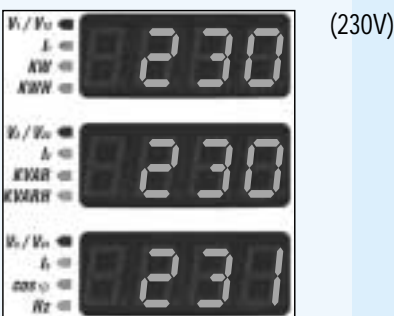 V₁ / V₁₂ 230 (230V)
I₁
KW
KWH
V₂ / V₂₃ 230
I₂
KVAR
KVARH
V₃ / V₃₁ 231
I₃
cos φ
Hz